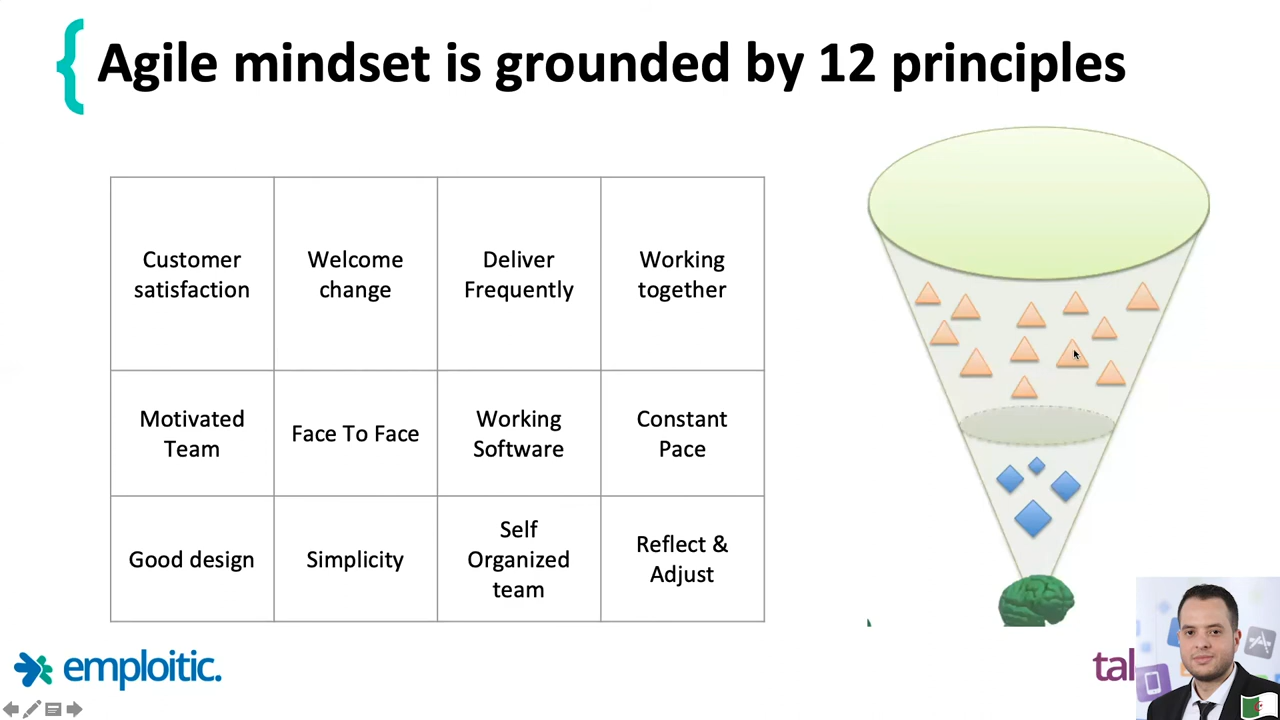 Agile mindset is grounded by 12 principles
Customer
satisfaction
Welcome
change
Deliver
Frequently
Working
together
Motivated
Team
Face To Face
Working
Software
Constant
Pace
Good design
Simplicity
Self
Organized
team
Reflect &
Adjust
emploitic.